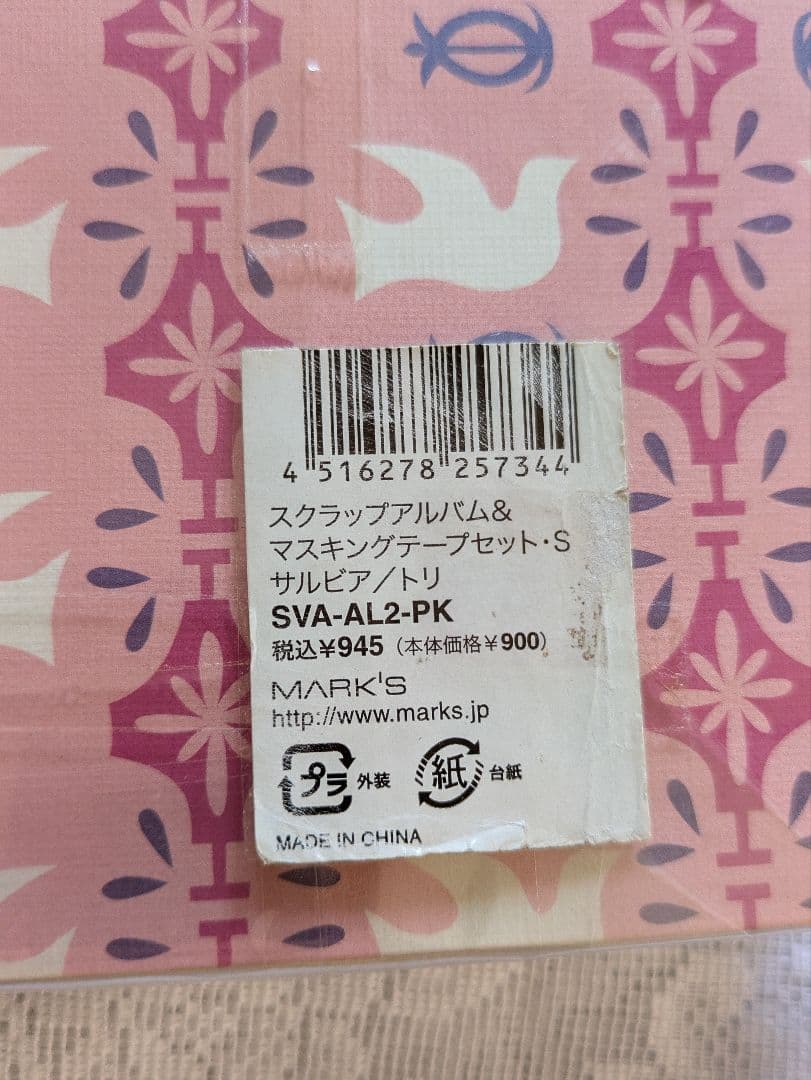 4 516278 257344
スクラップアルバム&
マスキングテープセット・S
サルビア／トリ
SVA-AL2-PK
税込¥945（本体価格¥900）
MARK'S
http://www.marks.jp
プラ 外装 紙 台紙
MADE IN CHINA